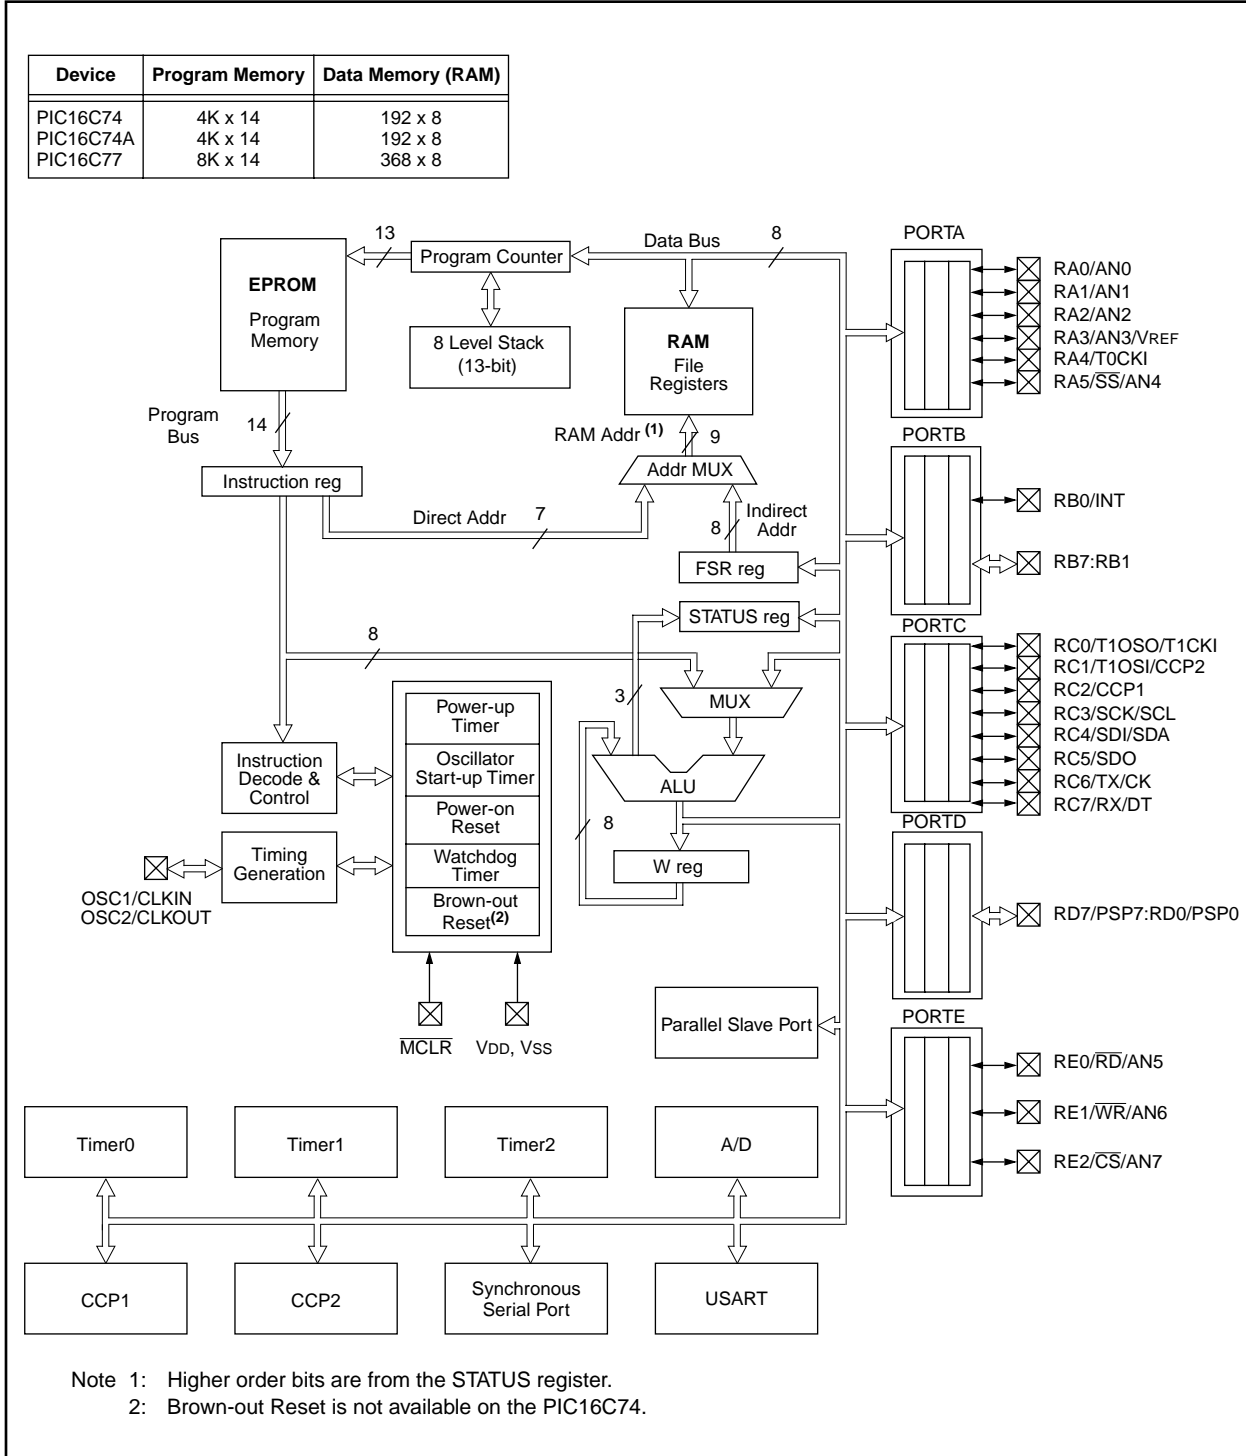 Device Program Memory Data Memory (RAM)
PIC16C74 4K x 14 192 x 8
PIC16C74A 4K x 14 192 x 8
PIC16C77 8K x 14 368 x 8
EPROM
Program
Memory
13
Program Counter
8 Level Stack
(13-bit)
Data Bus
8
RAM
File
Registers
Program
Bus
14
Instruction reg
RAM Addr (1)
9
Addr MUX
Direct Addr
7
Indirect
Addr
8
FSR reg
STATUS reg
8
3
MUX
ALU
8
W reg
Power-up
Timer
Oscillator
Start-up Timer
Power-on
Reset
Watchdog
Timer
Brown-out
Reset(2)
Instruction
Decode &
Control
Timing
Generation
OSC1/CLKIN
OSC2/CLKOUT
MCLR
VDD, VSS
Parallel Slave Port
PORTA
RA0/AN0
RA1/AN1
RA2/AN2
RA3/AN3/VREF
RA4/T0CKI
RA5/SS/AN4
PORTB
RB0/INT
RB7:RB1
PORTC
RC0/T1OSO/T1CKI
RC1/T1OSI/CCP2
RC2/CCP1
RC3/SCK/SCL
RC4/SDI/SDA
RC5/SDO
RC6/TX/CK
RC7/RX/DT
PORTD
RD7/PSP7:RD0/PSP0
PORTE
RE0/RD/AN5
RE1/WR/AN6
RE2/CS/AN7
Timer0
Timer1
Timer2
A/D
CCP1
CCP2
Synchronous
Serial Port
USART
Note 1: Higher order bits are from the STATUS register.
2: Brown-out Reset is not available on the PIC16C74.